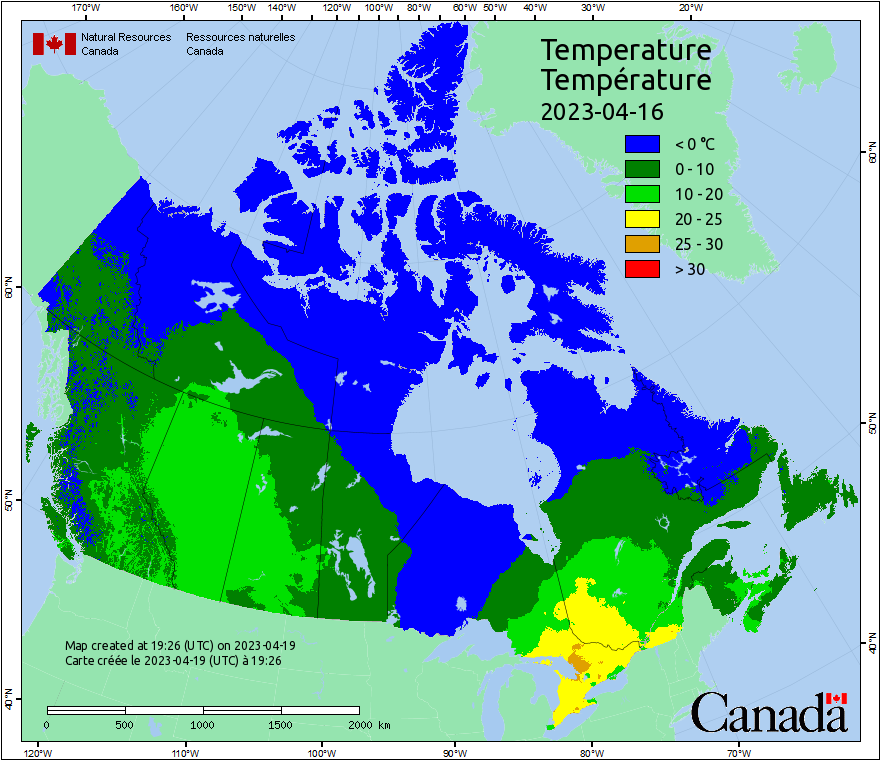 170°W 160°W 150°W 140°W 130°W 120°W 110°W 100°W 90°W 80°W 60°W 50°W 40°W 30°W 20°W
Natural Resources Canada
Ressources naturelles Canada
Temperature
Température
2023-04-16
< 0 °C
0 - 10
10 - 20
20 - 25
25 - 30
> 30
60°N
50°N
40°N
60°N
50°N
40°N
Map created at 19:26 (UTC) on 2023-04-19
Carte créée le 2023-04-19 (UTC) à 19:26
0 500 1000 1500 2000 km
Canada
120°W 110°W 100°W 90°W 80°W 70°W